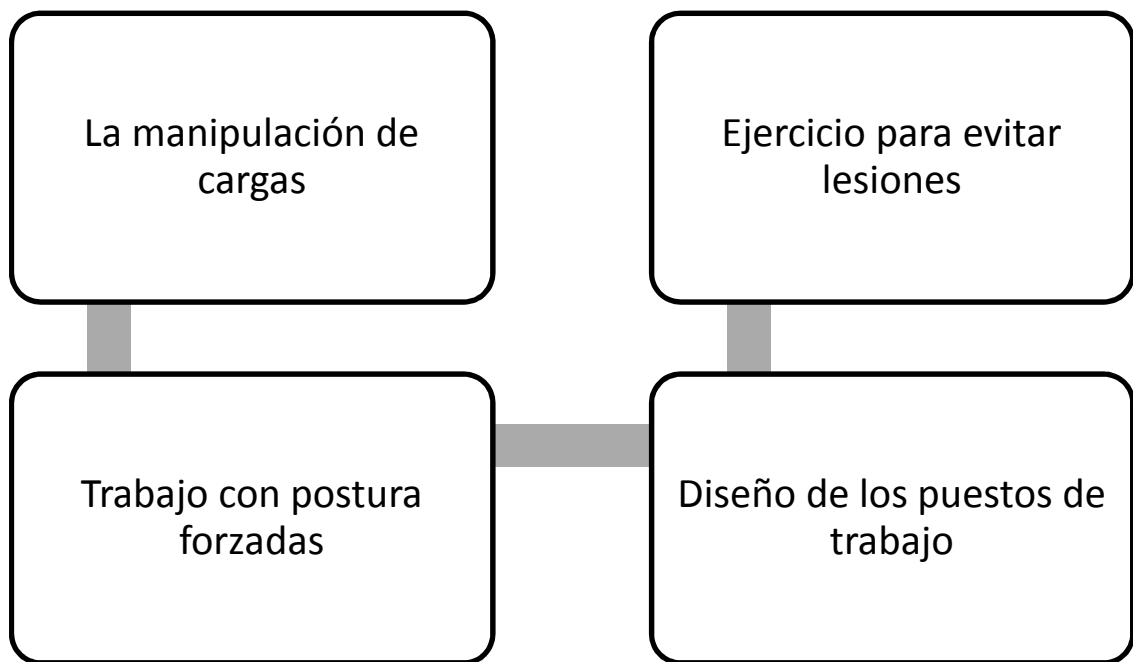 La manipulación de
cargas
Trabajo con postura
forzadas
Diseño de los puestos de
trabajo
Ejercicio para evitar
lesiones